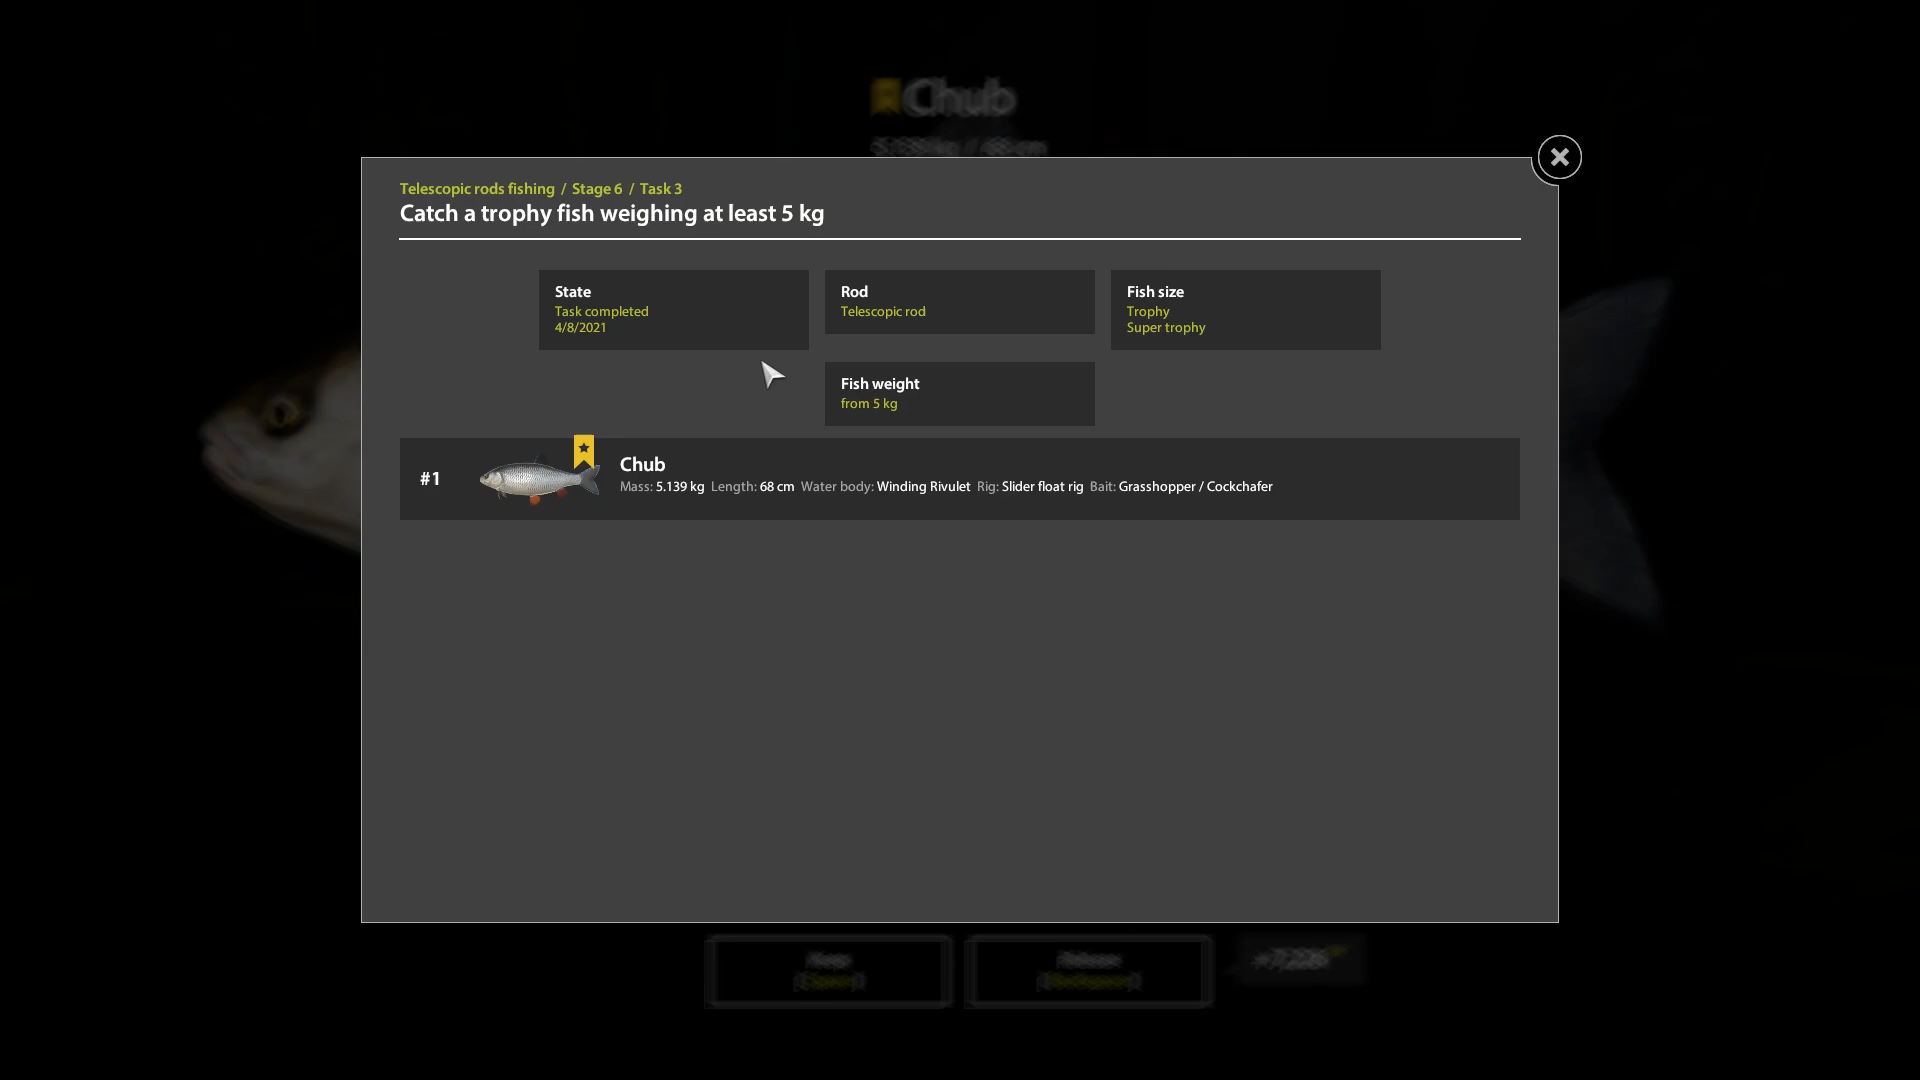 Chub
Telescopic rods fishing / Stage 6 / Task 3
Catch a trophy fish weighing at least 5 kg
State
Task completed
4/8/2021
Rod
Telescopic rod
Fish size
Trophy
Super trophy
Fish weight
from 5 kg
#1
Chub
Mass: 5.139 kg Length: 68 cm Water body: Winding Rivulet Rig: Slider float rig Bait: Grasshopper / Cockchafer